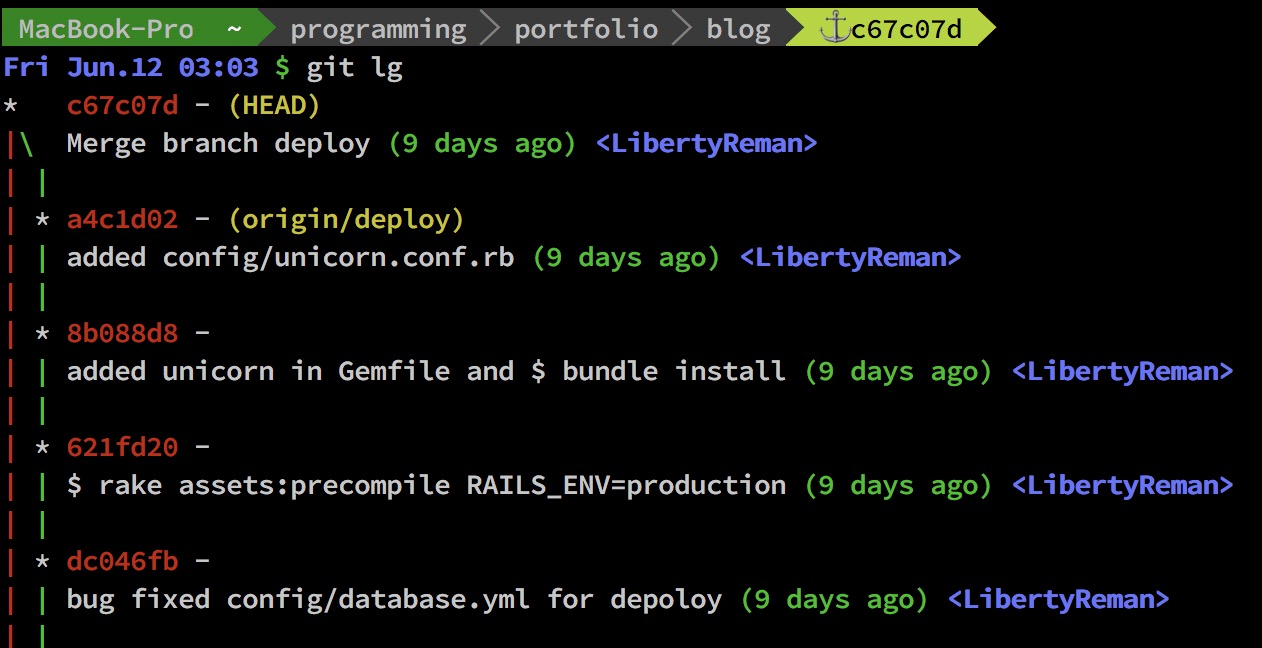 MacBook-Pro ~ programming portfolio blog ⚓c67c07d
Fri Jun.12 03:03 $ git lg
*   c67c07d - (HEAD)
|\  Merge branch deploy (9 days ago) <LibertyReman>
| |
| * a4c1d02 - (origin/deploy)
| | added config/unicorn.conf.rb (9 days ago) <LibertyReman>
| |
| * 8b088d8 -
| | added unicorn in Gemfile and $ bundle install (9 days ago) <LibertyReman>
| |
| * 621fd20 -
| | $ rake assets:precompile RAILS_ENV=production (9 days ago) <LibertyReman>
| |
| * dc046fb -
| | bug fixed config/database.yml for depoloy (9 days ago) <LibertyReman>
| |